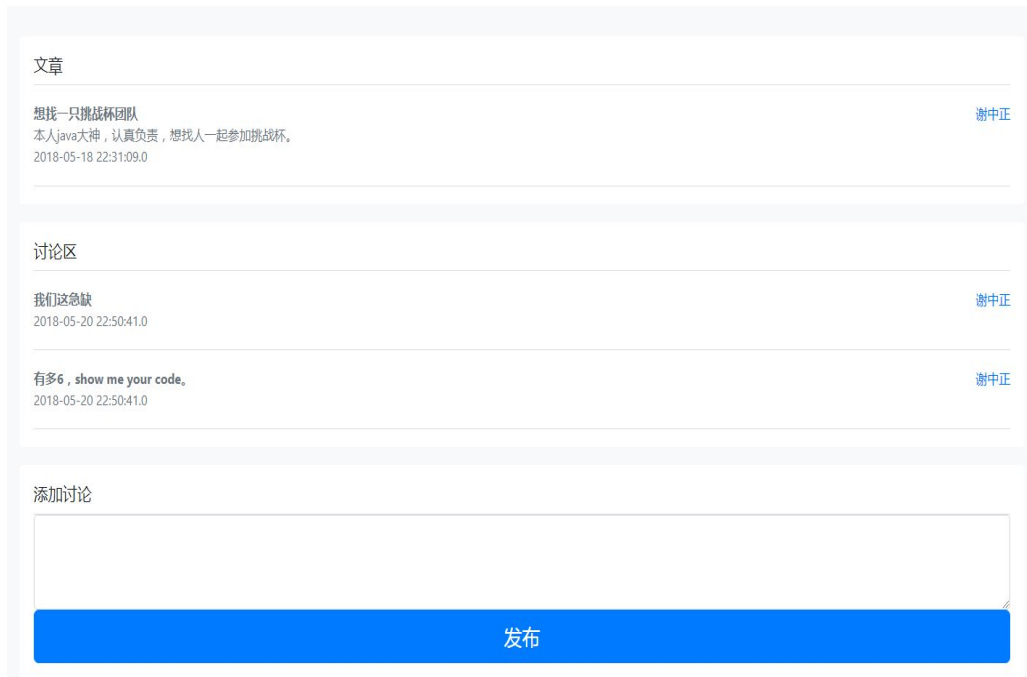 文章
想找一只挑战杯团队
谢中正
本人java大神，认真负责，想找人一起参加挑战杯。
2018-05-18 22:31:09.0
讨论区
我们这急缺
谢中正
2018-05-20 22:50:41.0
有多6，show me your code。
谢中正
2018-05-20 22:50:41.0
添加讨论
发布